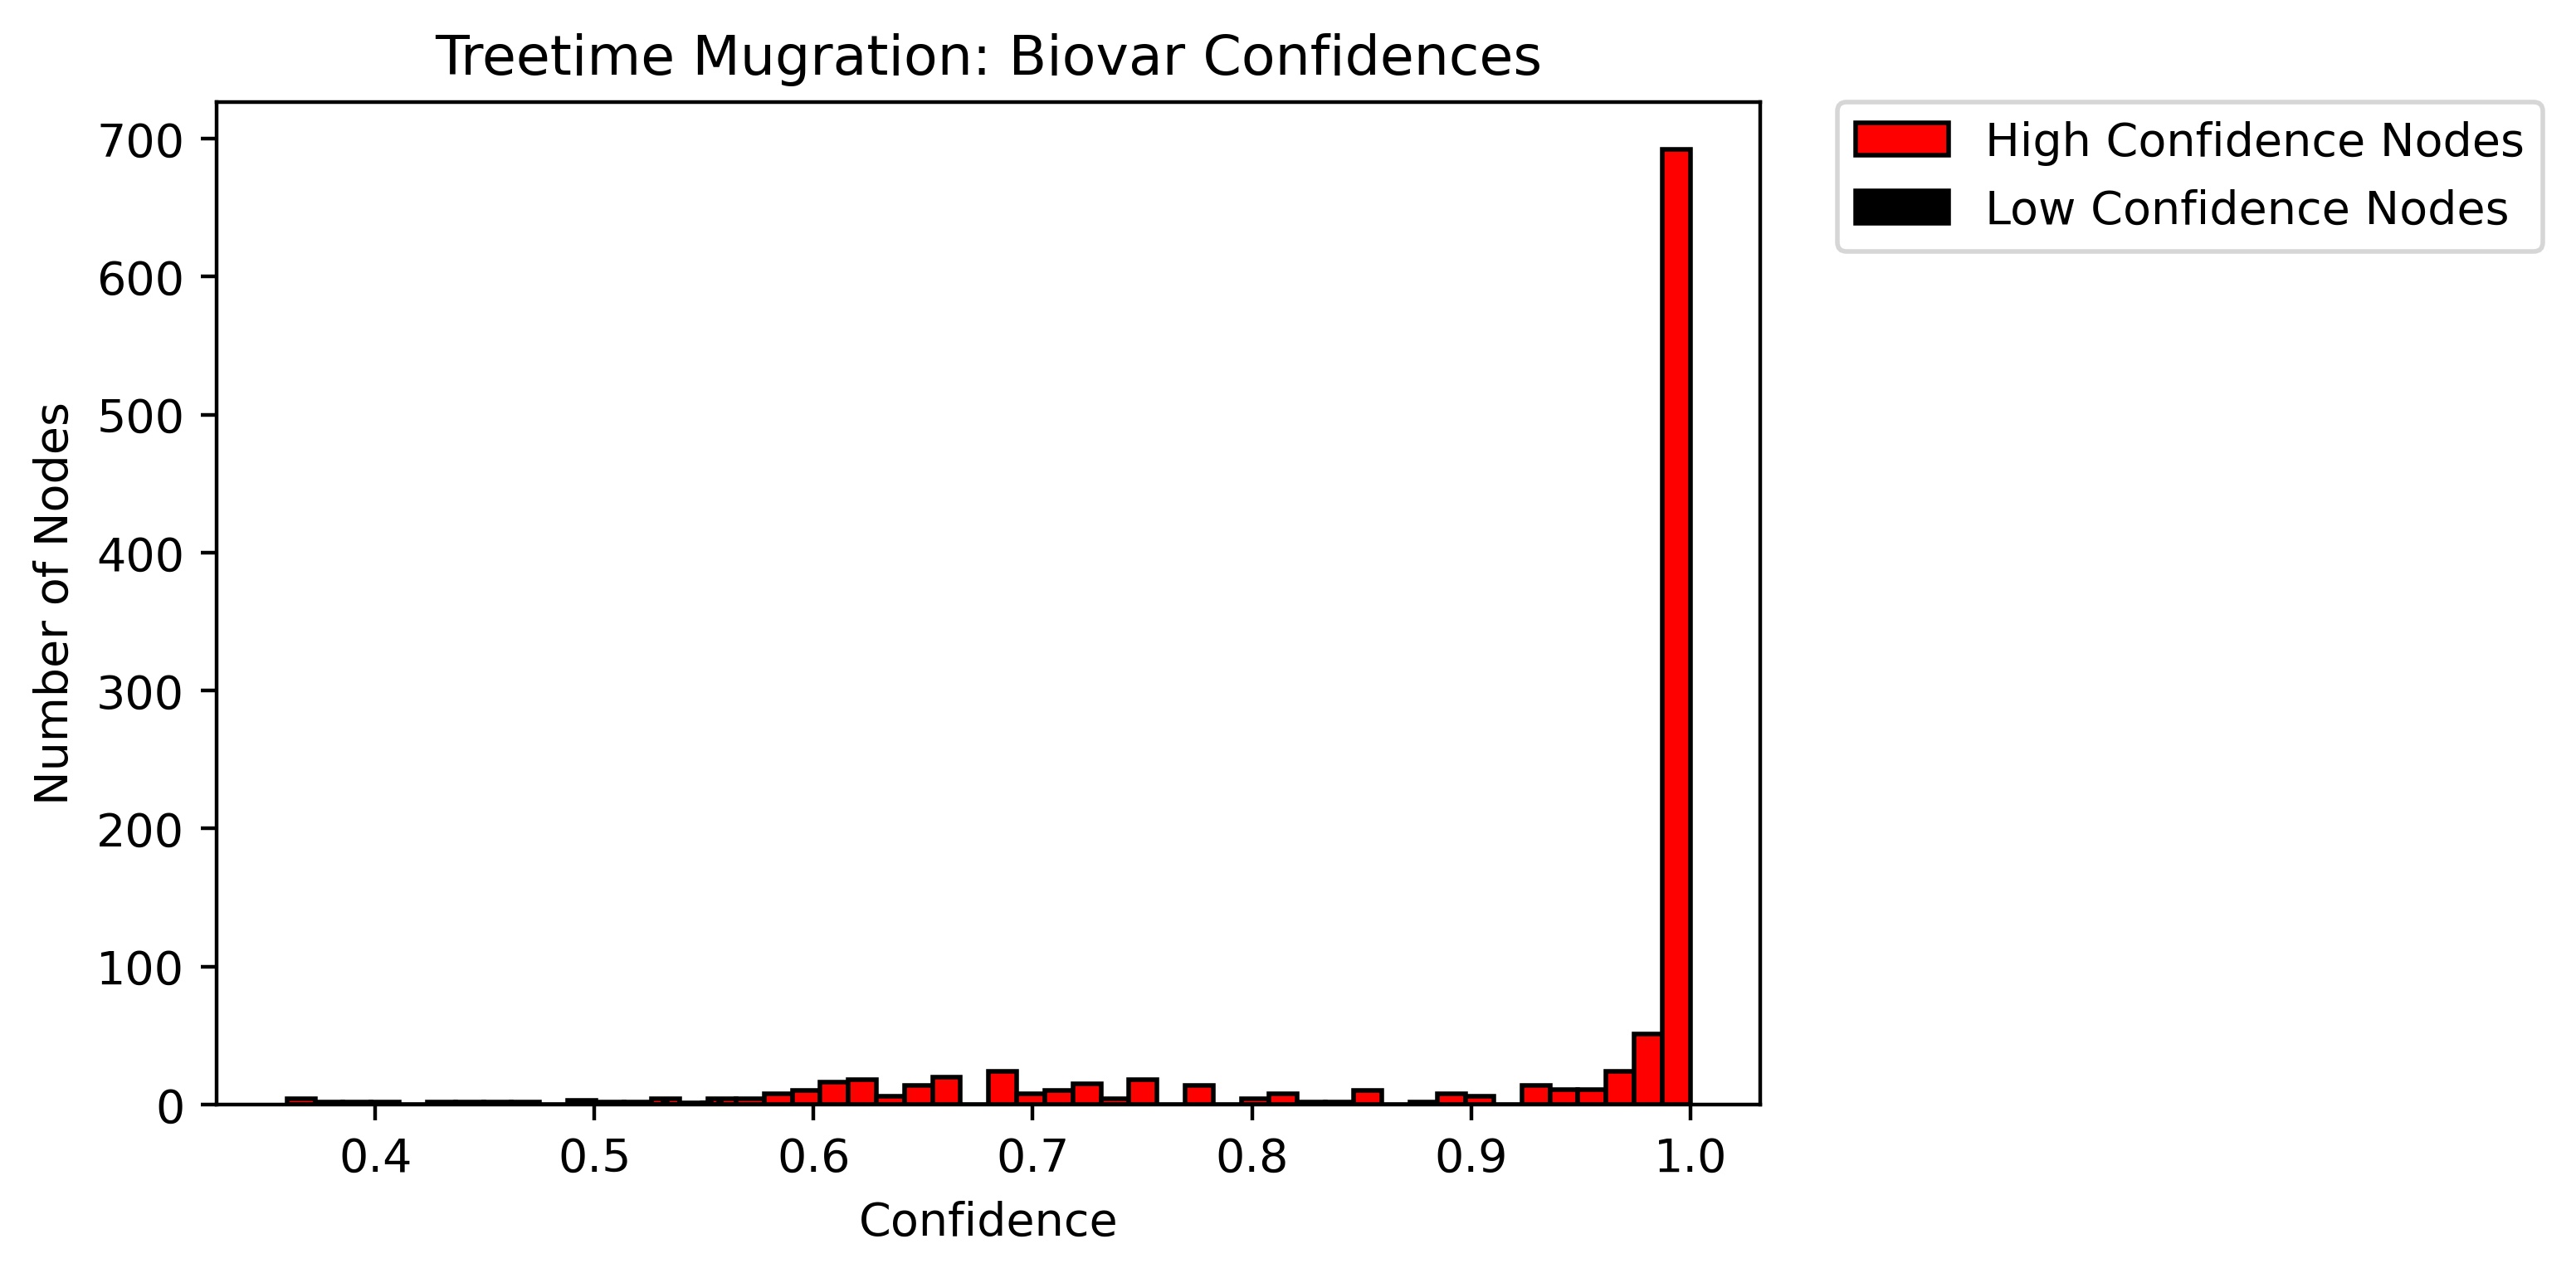 Treetime Mugration: Biovar Confidences
High Confidence Nodes
Low Confidence Nodes
Number of Nodes
700
600
500
400
300
200
100
0
0.4 0.5 0.6 0.7 0.8 0.9 1.0
Confidence